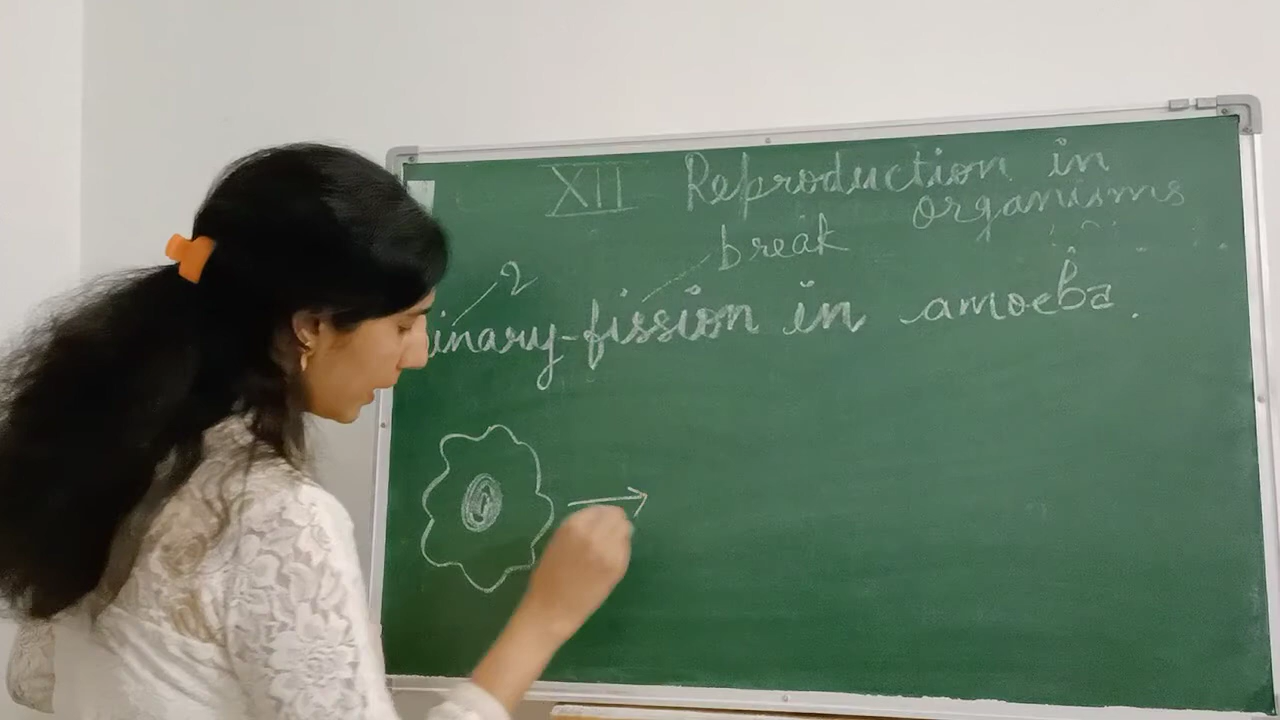 XII Reproduction in
organisms
break
2
inary-fission in amoeba.